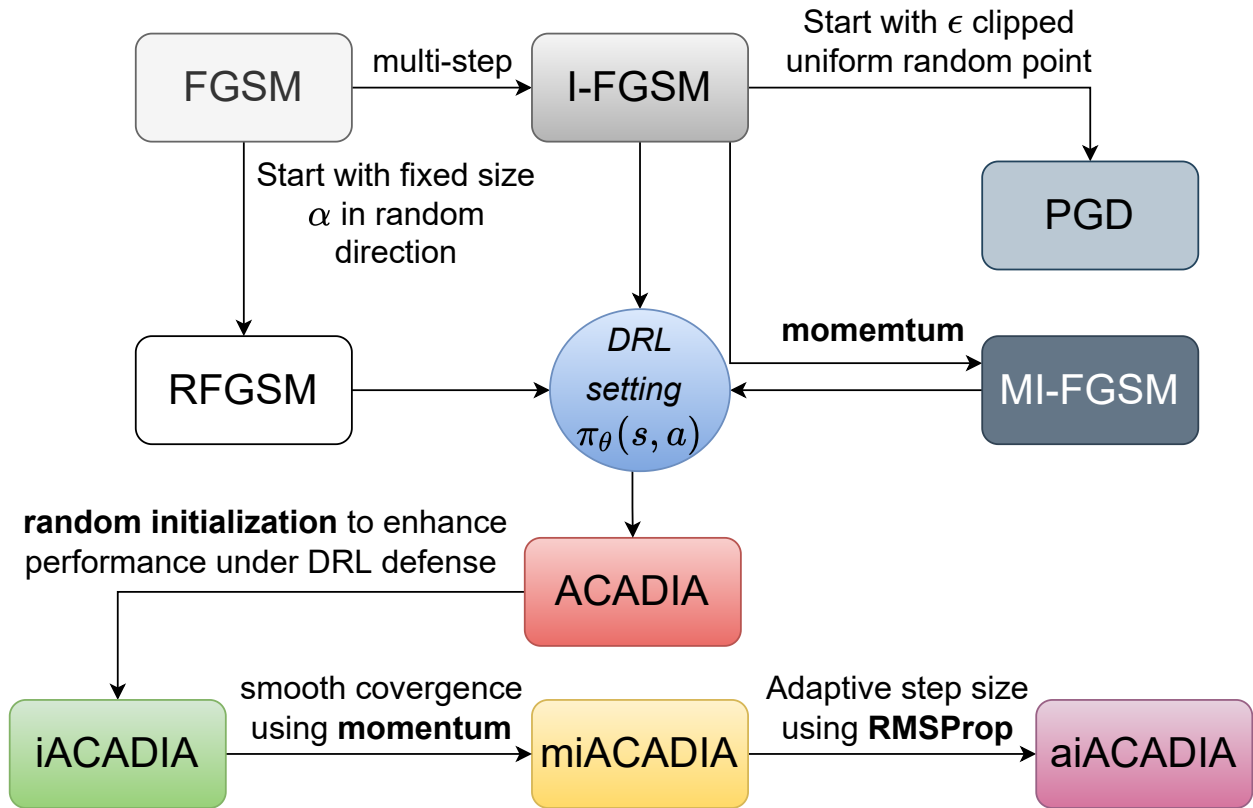 FGSM
multi-step
I-FGSM
Start with ϵ clipped
uniform random point
Start with fixed size
α in random
direction
PGD
RFGSM
DRL
setting
π_θ(s, a)
momemtum
MI-FGSM
random initialization to enhance
performance under DRL defense
ACADIA
iACADIA
smooth covergence
using momentum
miACADIA
Adaptive step size
using RMSProp
aiACADIA